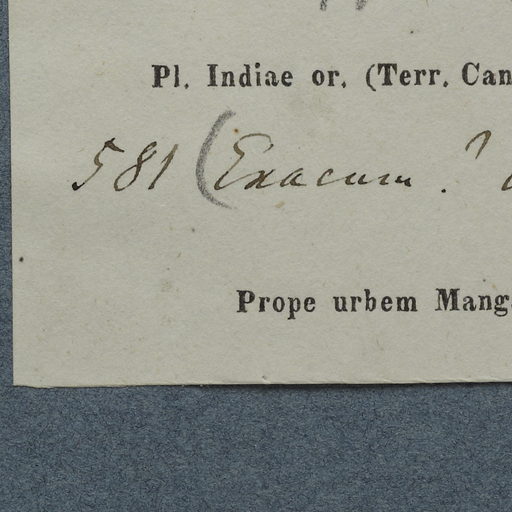 Pl. Indiae or. (Terr. Can
581 (Exacum. ?
Prope urbem Mang